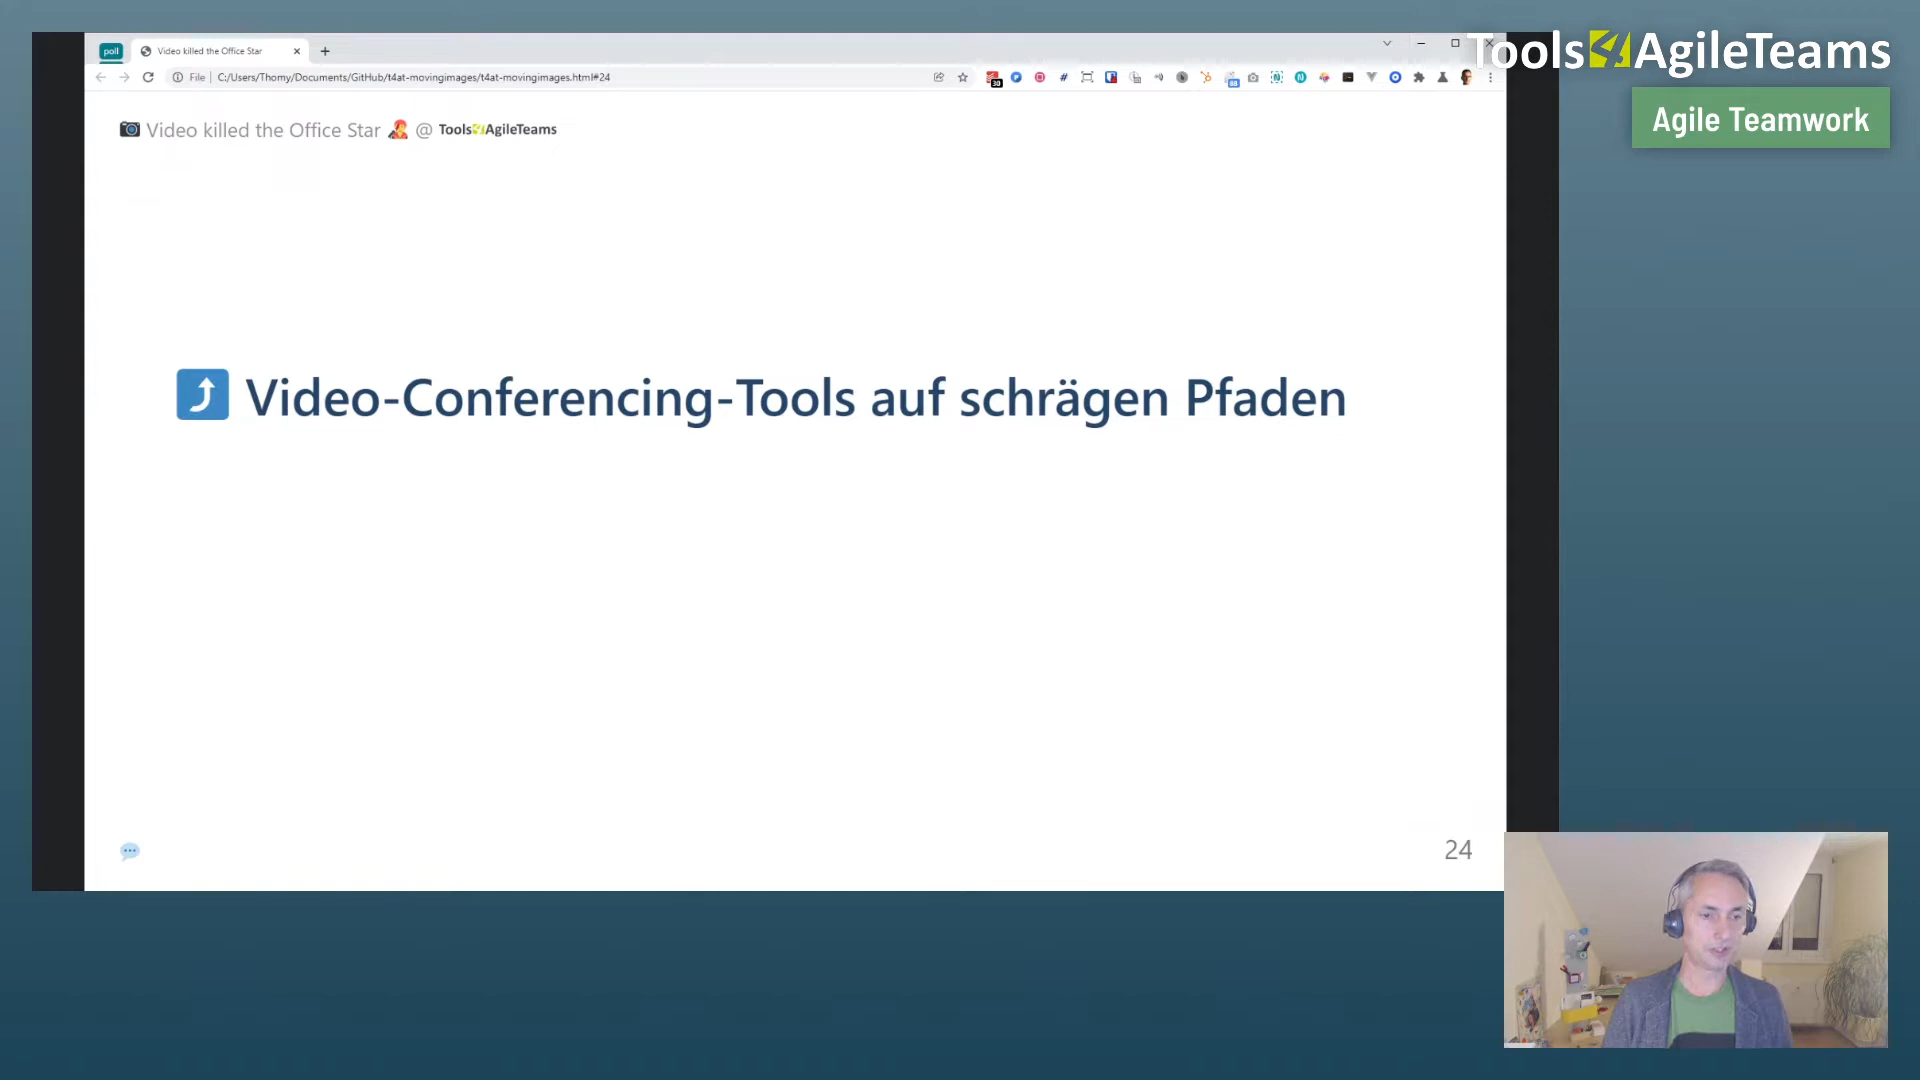 poll
Video killed the Office Star
File
C:/Users/Thomy/Documents/GitHub/t4at-movingimages/t4at-movingimages.html#24
Tools4AgileTeams
Agile Teamwork
Video killed the Office Star @ Tools4AgileTeams
Video-Conferencing-Tools auf schrägen Pfaden
24